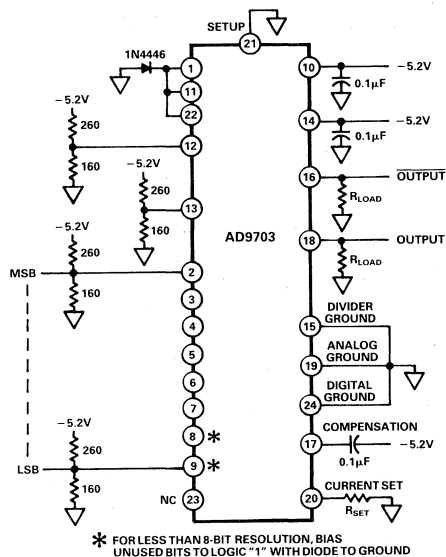 SETUP
21
1N4446
1
11
22
-5.2V
260
160
12
-5.2V
260
160
13
-5.2V
260
MSB
160
2
3
4
5
6
7
8 *
-5.2V
260
LSB
160
9 *
NC 23
AD9703
10
-5.2V
0.1µF
14
-5.2V
0.1µF
16
OUTPUT
RLOAD
18
OUTPUT
RLOAD
DIVIDER
GROUND
15
ANALOG
GROUND
19
DIGITAL
GROUND
24
COMPENSATION
17
0.1µF
-5.2V
CURRENT SET
20
RSET
* FOR LESS THAN 8-BIT RESOLUTION, BIAS
UNUSED BITS TO LOGIC "1" WITH DIODE TO GROUND